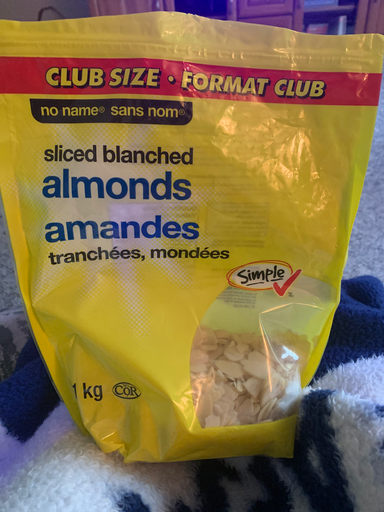 CLUB SIZE • FORMAT CLUB
no name® sans nom®
sliced blanched
almonds
amandes
tranchées, mondées
Simple
1 kg COR